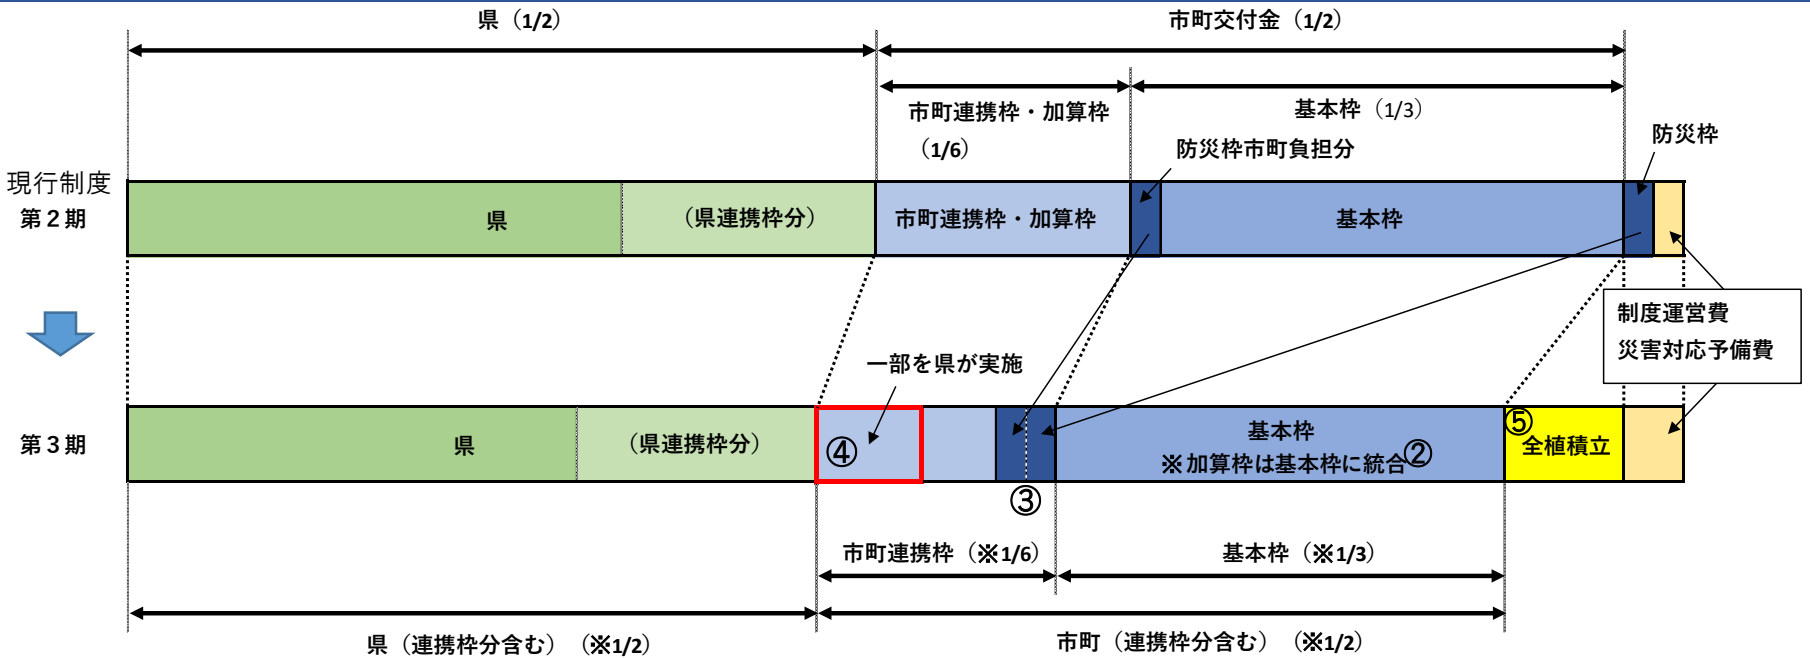 県（1/2）
市町交付金（1/2）
市町連携枠・加算枠
（1/6）
基本枠（1/3）
防災枠市町負担分
防災枠
現行制度
第２期
県
（県連携枠分）
市町連携枠・加算枠
基本枠
制度運営費
災害対応予備費
一部を県が実施
第３期
県
（県連携枠分）
④
③
基本枠
※加算枠は基本枠に統合②
⑤
全植積立
市町連携枠（※1/6）
基本枠（※1/3）
県（連携枠分含む）（※1/2）
市町（連携枠分含む）（※1/2）